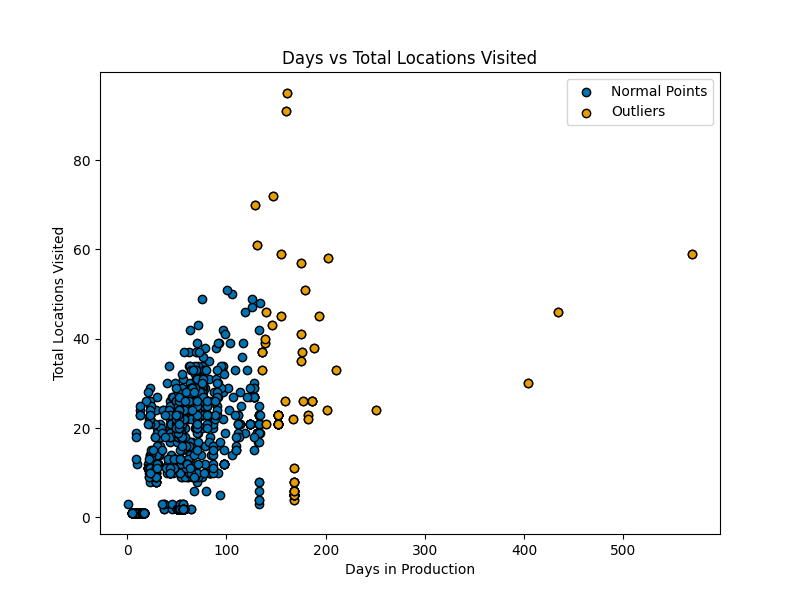 Days vs Total Locations Visited
Normal Points
Outliers
Total Locations Visited
80
60
40
20
0
0 100 200 300 400 500
Days in Production